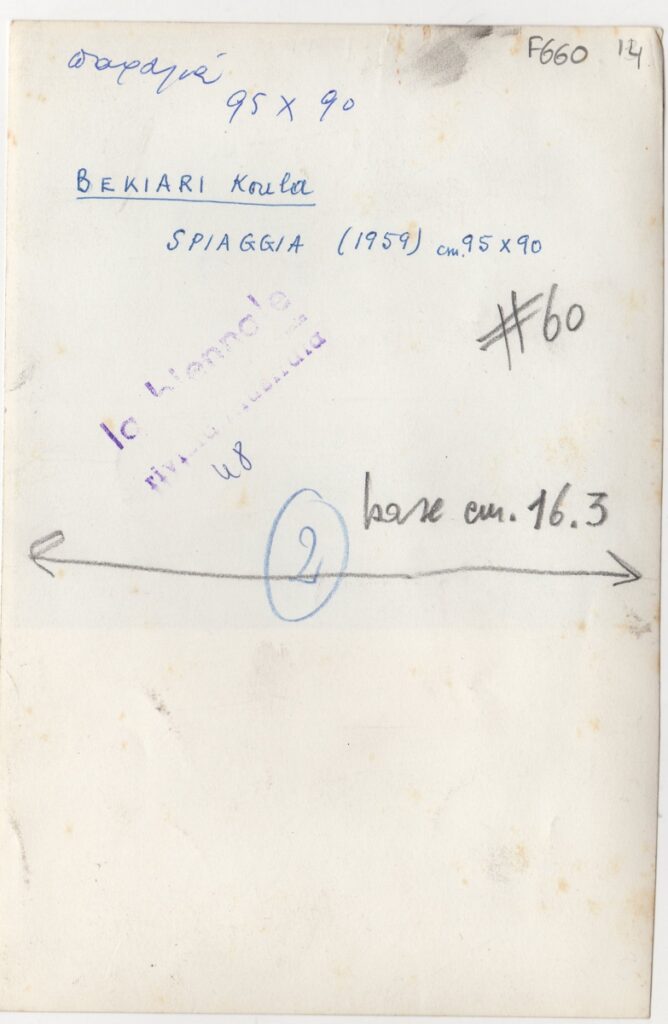 παραλιά
95 x 90
F660 14
BEKIARI Koula
SPIAGGIA (1959) cm. 95 x 90
#60
la biennale
48
base cm. 16.3
2